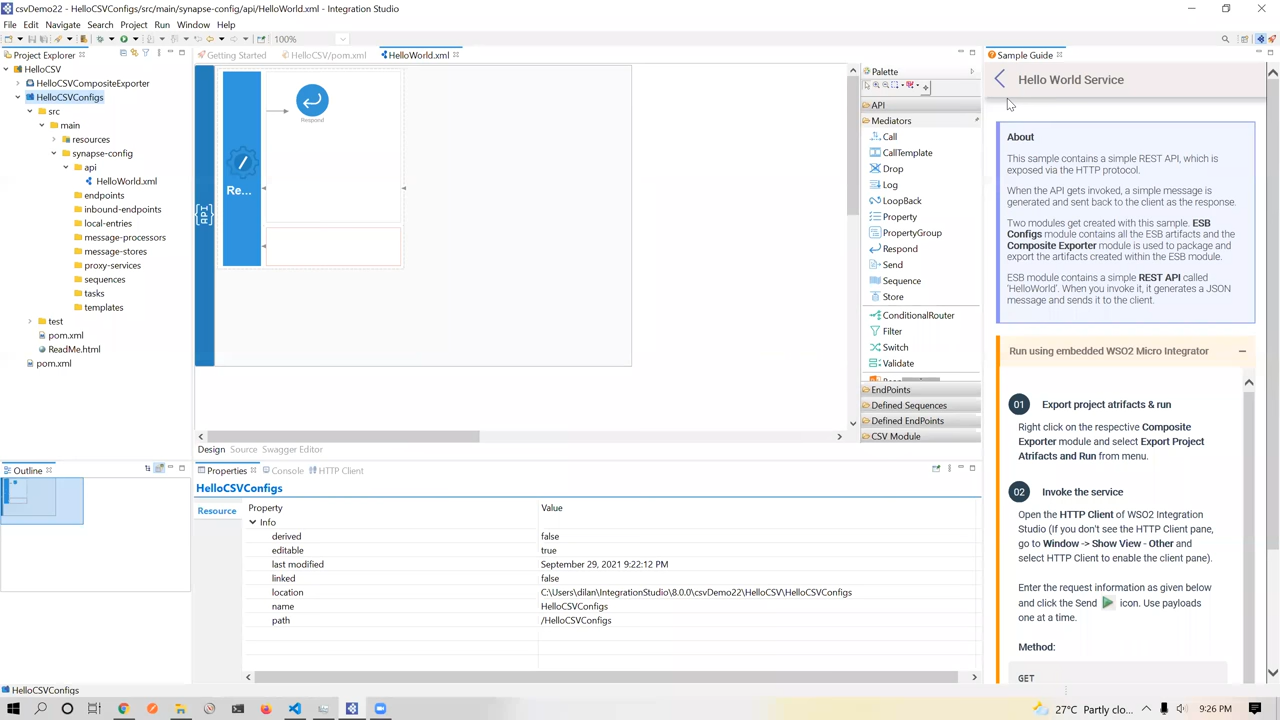 csvDemo22 - HelloCSVConfigs/src/main/synapse-config/api/HelloWorld.xml - Integration Studio
File Edit Navigate Search Project Run Window Help
100%
Project Explorer
HelloCSV
HelloCSVCompositeExporter
HelloCSVConfigs
src
main
resources
synapse-config
api
HelloWorld.xml
endpoints
inbound-endpoints
local-entries
message-processors
message-stores
proxy-services
sequences
tasks
templates
test
pom.xml
ReadMe.html
pom.xml
Outline
Getting Started HelloCSV/pom.xml HelloWorld.xml
API
Re...
Respond
Palette
API
Mediators
Call
CallTemplate
Drop
Log
LoopBack
Property
PropertyGroup
Respond
Send
Sequence
Store
ConditionalRouter
Filter
Switch
Validate
EndPoints
Defined Sequences
Defined EndPoints
CSV Module
Design Source Swagger Editor
Properties Console HTTP Client
HelloCSVConfigs
Resource
Property Value
Info
derived false
editable true
last modified September 29, 2021 9:22:12 PM
linked false
location C:\Users\dilan\IntegrationStudio\8.0.0\csvDemo22\HelloCSV\HelloCSVConfigs
name HelloCSVConfigs
path /HelloCSVConfigs
Sample Guide
Hello World Service
About
This sample contains a simple REST API, which is
exposed via the HTTP protocol.
When the API gets invoked, a simple message is
generated and sent back to the client as the response.
Two modules get created with this sample. ESB
Configs module contains all the ESB artifacts and the
Composite Exporter module is used to package and
export the artifacts created within the ESB module.
ESB module contains a simple REST API called
'HelloWorld'. When you invoke it, it generates a JSON
message and sends it to the client.
Run using embedded WSO2 Micro Integrator
01 Export project atrifacts & run
Right click on the respective Composite
Exporter module and select Export Project
Artifacts and Run from menu.
02 Invoke the service
Open the HTTP Client of WSO2 Integration
Studio (If you don't see the HTTP Client pane,
go to Window -> Show View - Other and
select HTTP Client to enable the client pane).
Enter the request information as given below
and click the Send icon. Use payloads
one at a time.
Method:
GET
HelloCSVConfigs
27°C Partly clo... 9:26 PM